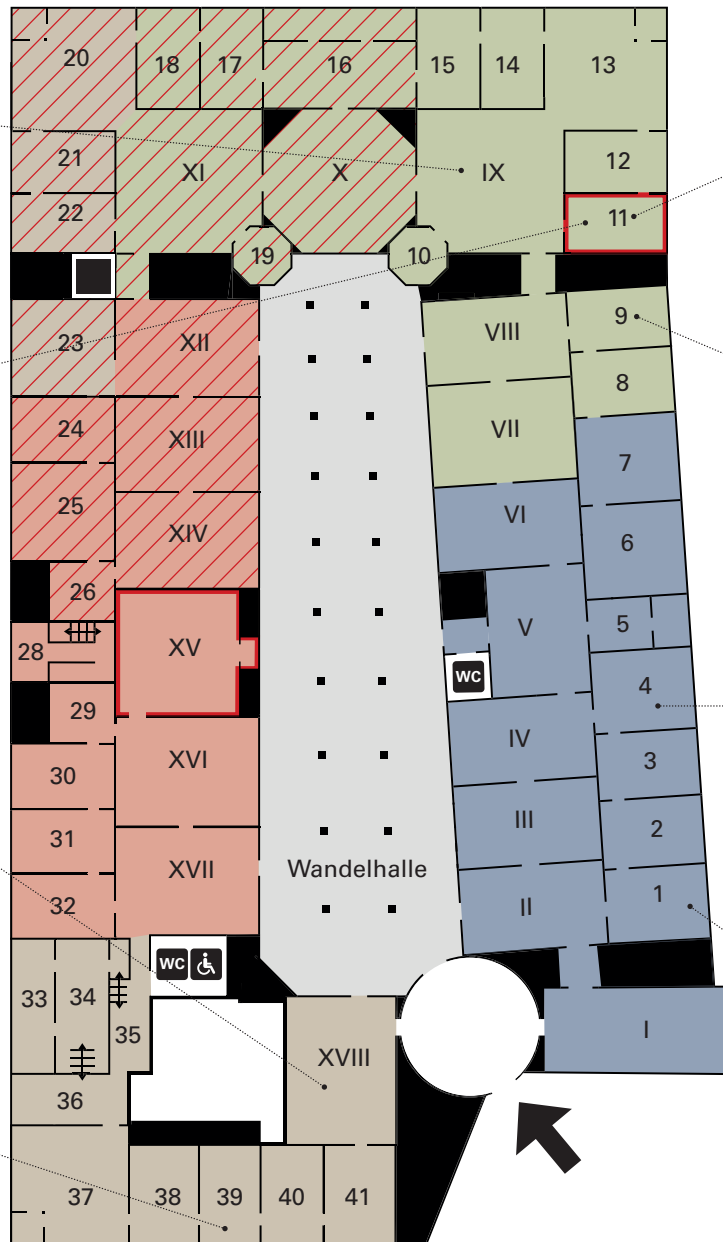 20 18 17 16 15 14 13
21 XI X IX 12
22 11
19 10
23 XII VIII 9
8
24 XIII VII 7
25 XIV VI 6
26
28 XV V 5
WC 4
29
30 XVI IV 3
31 III 2
32 XVII Wandelhalle II 1
WC
33 34
35 I
XVIII
36
37 38 39 40 41